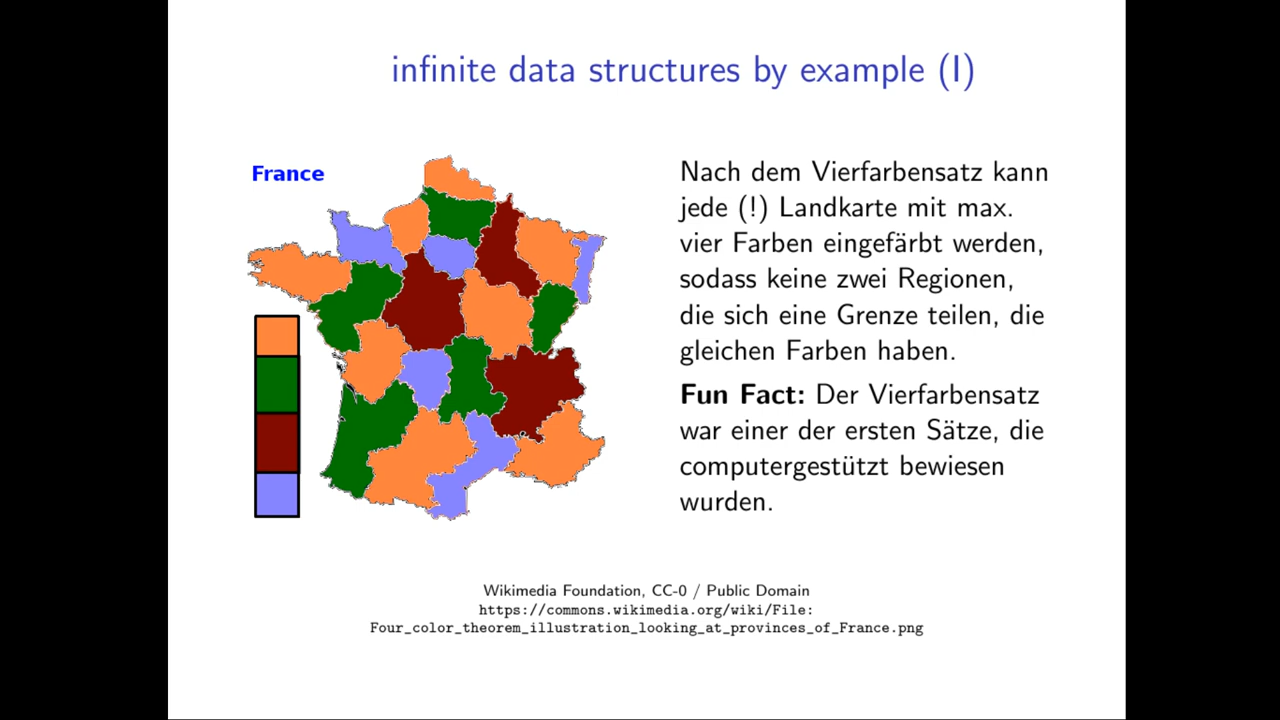 infinite data structures by example (I)
France
Nach dem Vierfarbensatz kann
jede (!) Landkarte mit max.
vier Farben eingefärbt werden,
sodass keine zwei Regionen,
die sich eine Grenze teilen, die
gleichen Farben haben.
Fun Fact: Der Vierfarbensatz
war einer der ersten Sätze, die
computergestützt bewiesen
wurden.
Wikimedia Foundation, CC-0 / Public Domain
https://commons.wikimedia.org/wiki/File:
Four_color_theorem_illustration_looking_at_provinces_of_France.png